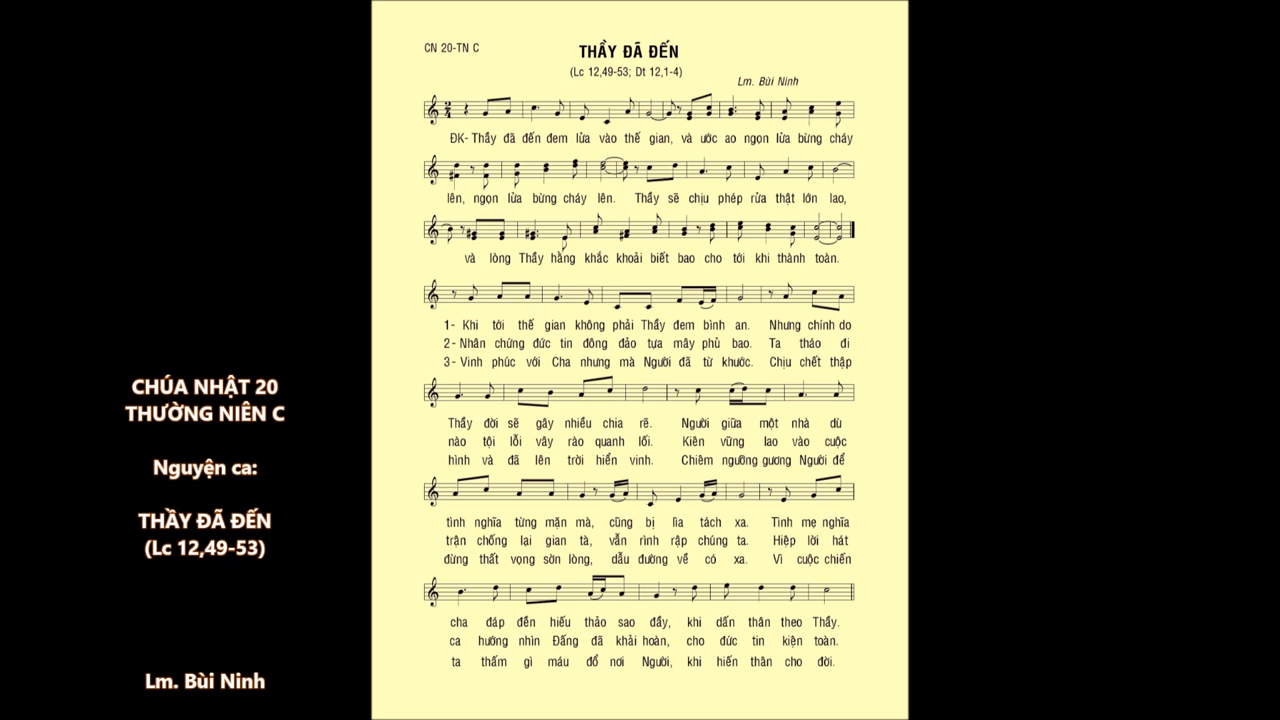 CN 20-TN C
THẦY ĐÃ ĐẾN
(Lc 12,49-53; Dt 12,1-4)
Lm. Bùi Ninh
ĐK- Thầy đã đến đem lửa vào thế gian, và ước ao ngọn lửa bừng cháy
lên, ngọn lửa bừng cháy lên. Thầy sẽ chịu phép rửa thật lớn lao,
và lòng Thầy hằng khắc khoải biết bao cho tới khi thành toàn.
1- Khi tới thế gian không phải Thầy đem bình an. Nhưng chính do
2- Nhân chứng đức tin đông đảo tựa mây phủ bao. Ta tháo đi
3- Vinh phúc với Cha nhưng mà Người đã từ khước. Chịu chết thập
Thầy đời sẽ gây nhiều chia rẽ. Người giữa một nhà dù
nào tội lỗi vây rào quanh lối. Kiên vững lao vào cuộc
hình và đã lên trời hiển vinh. Chiêm ngưỡng gương Người để
tình nghĩa từng mặn mà, cũng bị lìa tách xa. Tình mẹ nghĩa
trận chống lại gian tà, vẫn rình rập chúng ta. Hiệp lời hát
đừng thất vọng sờn lòng, dẫu đường về có xa. Vì cuộc chiến
cha đáp đền hiếu thảo sao đầy, khi dấn thân theo Thầy.
ca hướng nhìn Đấng đã khải hoàn, cho đức tin kiện toàn.
ta thấm gì máu đổ nơi Người, khi hiến thân cho đời.
CHÚA NHẬT 20
THƯỜNG NIÊN C
Nguyện ca:
THẦY ĐÃ ĐẾN
(Lc 12,49-53)
Lm. Bùi Ninh